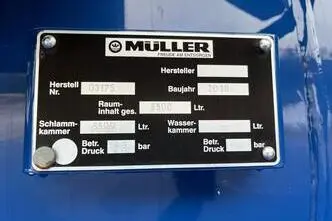 MÜLLER
FREUDE AM ENTSORGEN
Hersteller
Herstell Nr. 03175 Baujahr 2018
Raum-
inhalt ges. Ltr.
Schlamm-
kammer Ltr. Wasser-
kammer Ltr.
Betr.
Druck bar Betr.
Druck bar